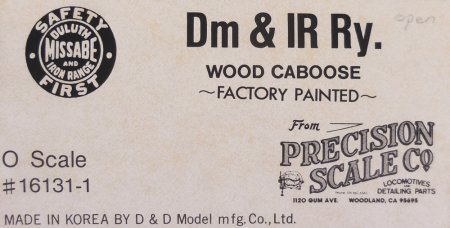 SAFETY
DULUTH
MISSABE
AND
IRON RANGE
FIRST
Dm & IR Ry.
open
WOOD CABOOSE
~FACTORY PAINTED~
From
PRECISION
SCALE CO
LOCOMOTIVES
DETAILING PARTS
1120 GUM AVE. WOODLAND, CA 95695
O Scale
#16131-1
MADE IN KOREA BY D & D Model mfg.Co., Ltd.